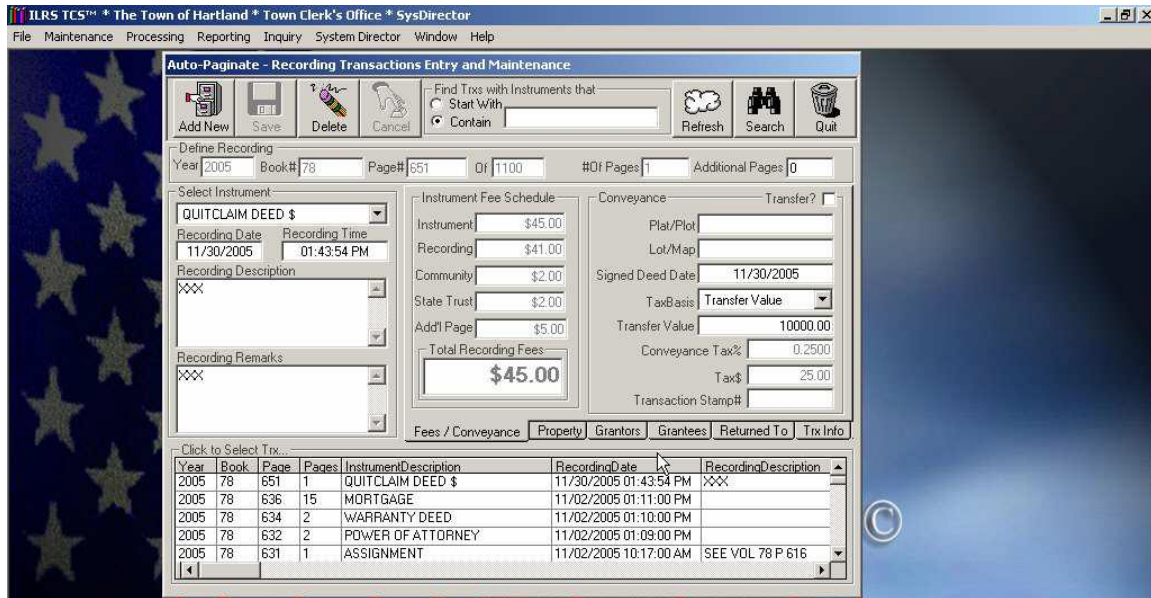 ILRS TCS™ * The Town of Hartland * Town Clerk's Office * SysDirector
File Maintenance Processing Reporting Inquiry System Director Window Help
Auto-Paginate - Recording Transactions Entry and Maintenance
Add New Save Delete Cancel
Find Trxs with Instruments that
Start With
Contain
Refresh Search Quit
Define Recording
Year 2005 Book# 78 Page# 651 Of 1100 #Of Pages 1 Additional Pages 0
Select Instrument
QUITCLAIM DEED $
Recording Date Recording Time
11/30/2005 01:43:54 PM
Recording Description
XXX
Recording Remarks
XXX
Instrument Fee Schedule
Instrument $45.00
Recording $41.00
Community $2.00
State Trust $2.00
Add'l Page $5.00
Total Recording Fees
$45.00
Conveyance Transfer?
Plat/Plot
Lot/Map
Signed Deed Date 11/30/2005
TaxBasis Transfer Value
Transfer Value 10000.00
Conveyance Tax% 0.2500
Tax$ 25.00
Transaction Stamp#
Fees / Conveyance Property Grantors Grantees Returned To Trx Info
Click to Select Trx...
Year Book Page Pages InstrumentDescription RecordingDate RecordingDescription
2005 78 651 1 QUITCLAIM DEED $ 11/30/2005 01:43:54 PM XXX
2005 78 636 15 MORTGAGE 11/02/2005 01:11:00 PM
2005 78 634 2 WARRANTY DEED 11/02/2005 01:10:00 PM
2005 78 632 2 POWER OF ATTORNEY 11/02/2005 01:09:00 PM
2005 78 631 1 ASSIGNMENT 11/02/2005 10:17:00 AM SEE VOL 78 P 616
©